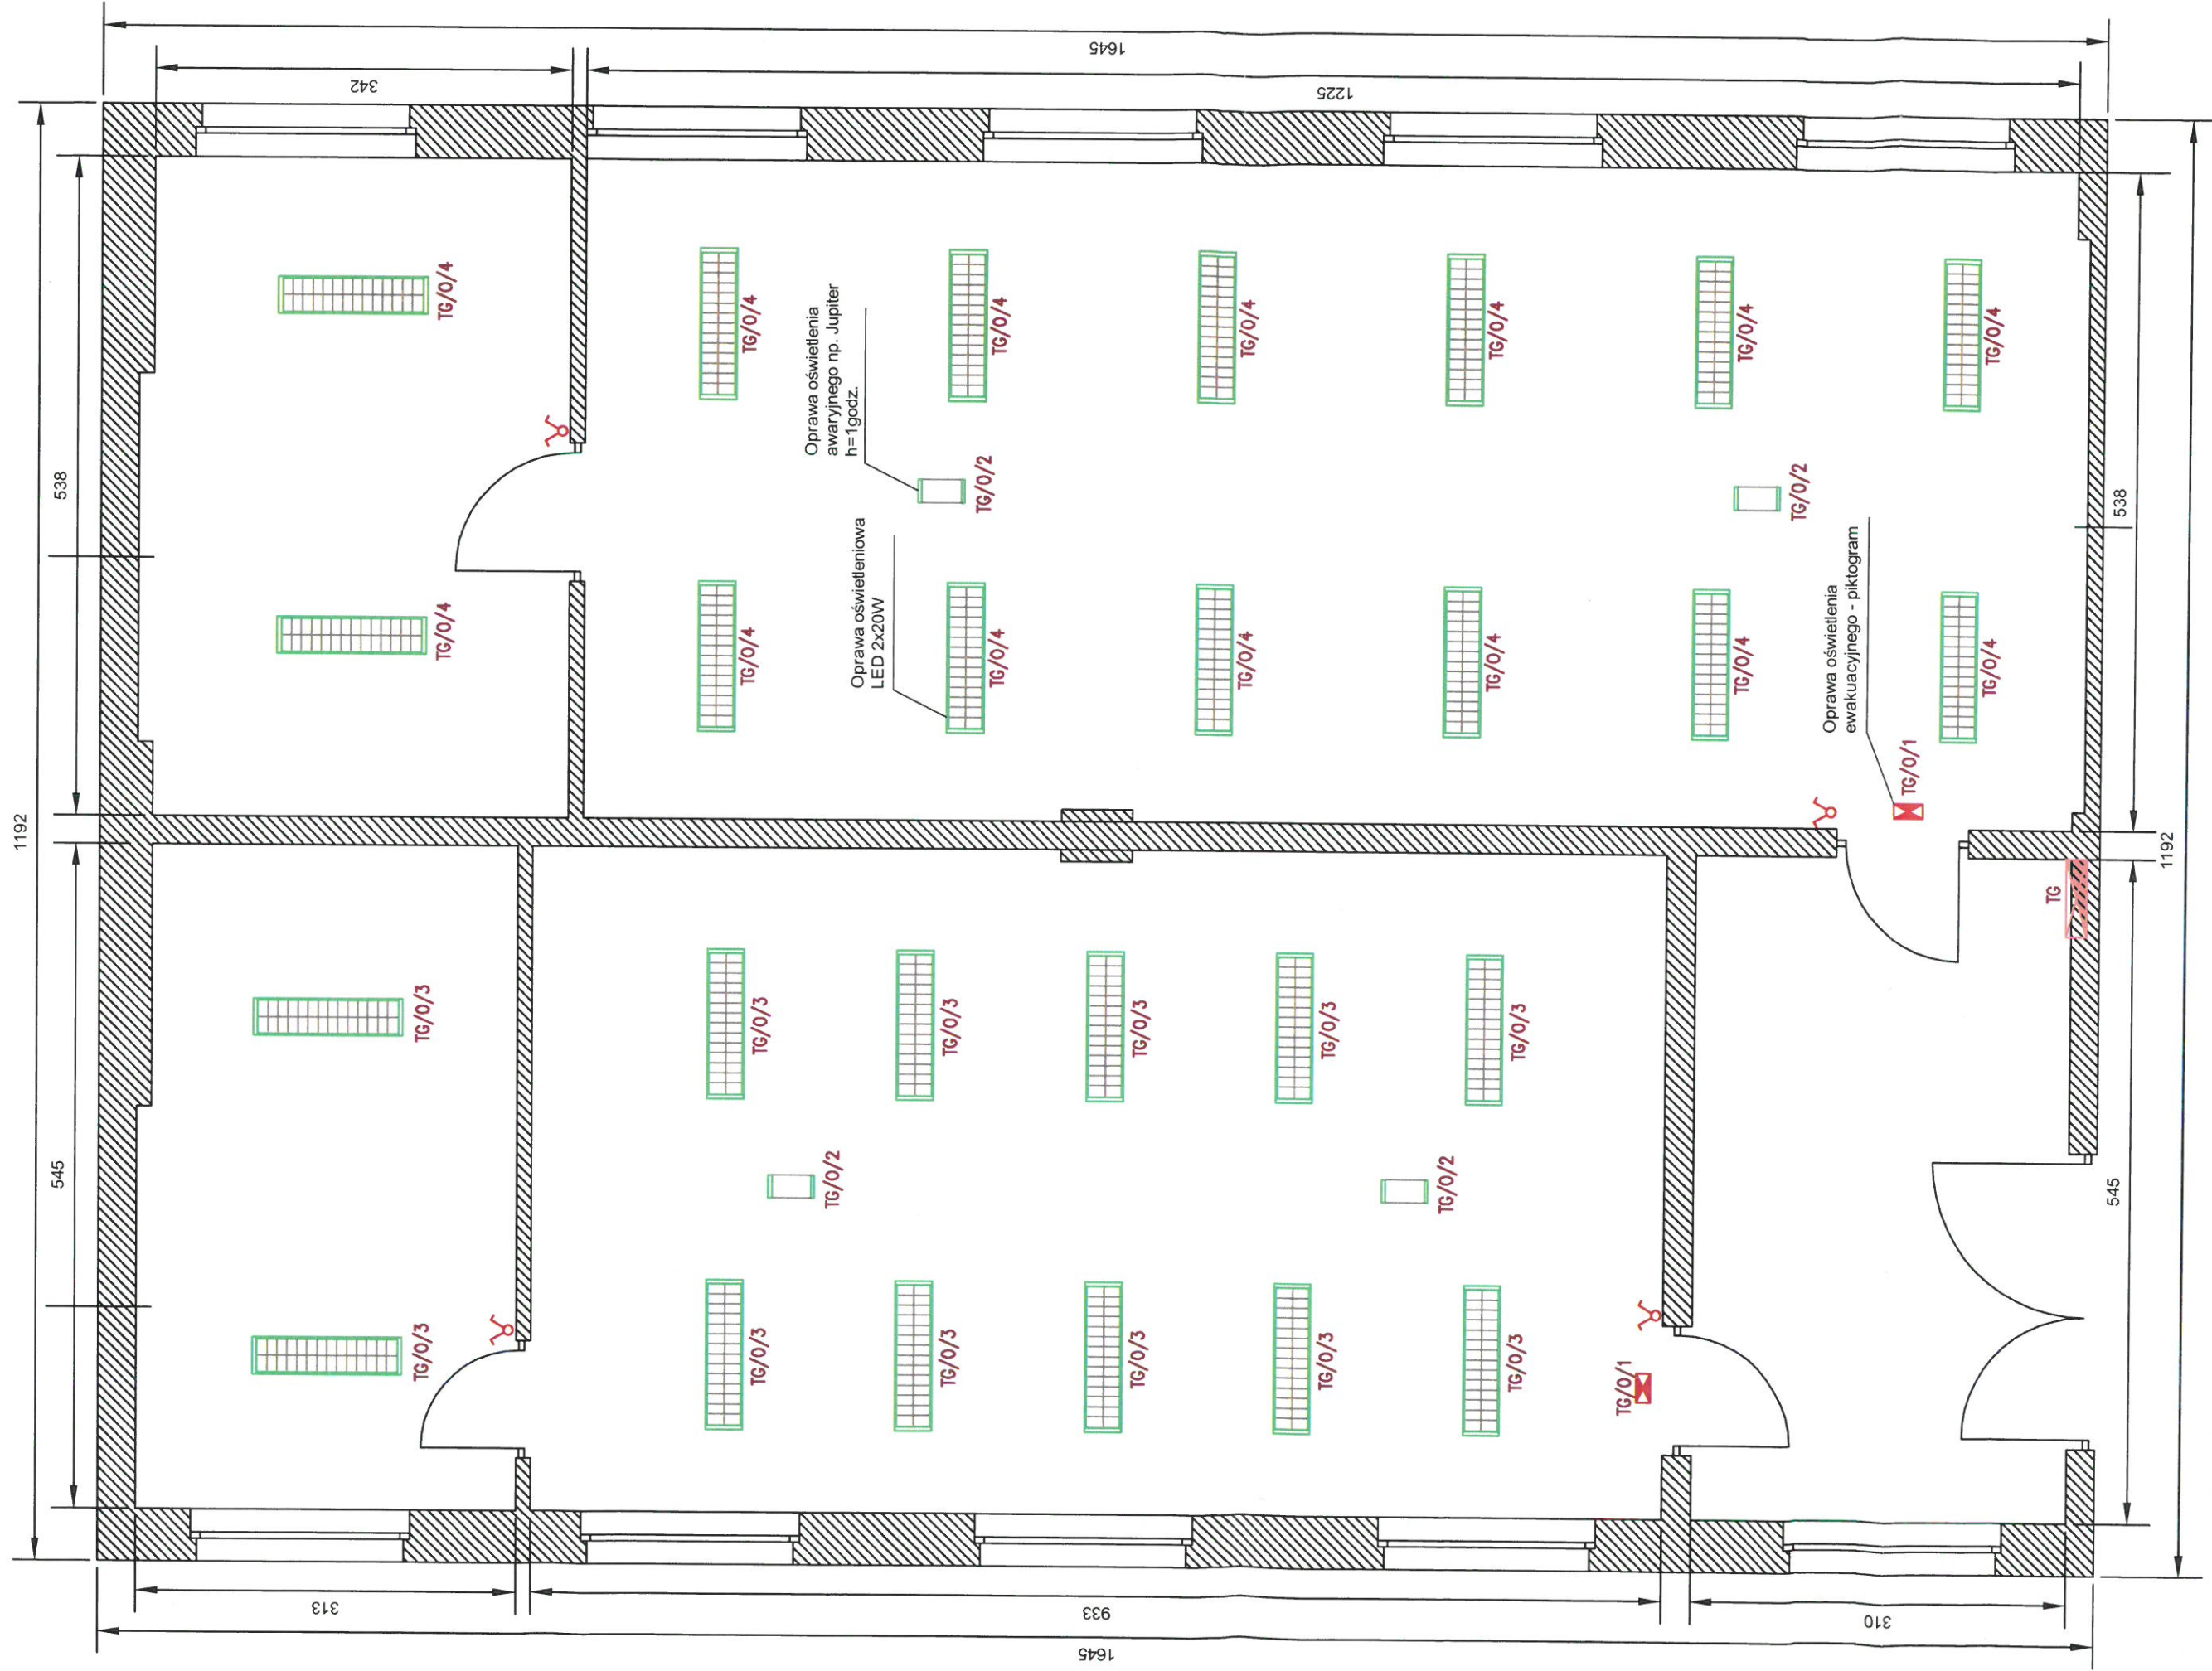 1645
342
1225
1192
538
545
TG/0/4
TG/0/4
TG/0/4
TG/0/4
TG/0/4
TG/0/4
TG/0/4
TG/0/4
Oprawa oświetlenia
awaryjnego np. Jupiter
h=1godz.
TG/0/2
TG/0/2
538
Oprawa oświetleniowa
LED 2x20W
TG/0/4
TG/0/4
TG/0/4
TG/0/4
TG/0/4
TG/0/4
Oprawa oświetlenia
ewakuacyjnego - piktogram
TG/0/1
1192
TG
TG/0/3
TG/0/3
TG/0/3
TG/0/3
TG/0/3
TG/0/3
TG/0/3
TG/0/2
TG/0/2
545
TG/0/3
TG/0/3
TG/0/3
TG/0/3
TG/0/3
TG/0/1
313
933
310
1645